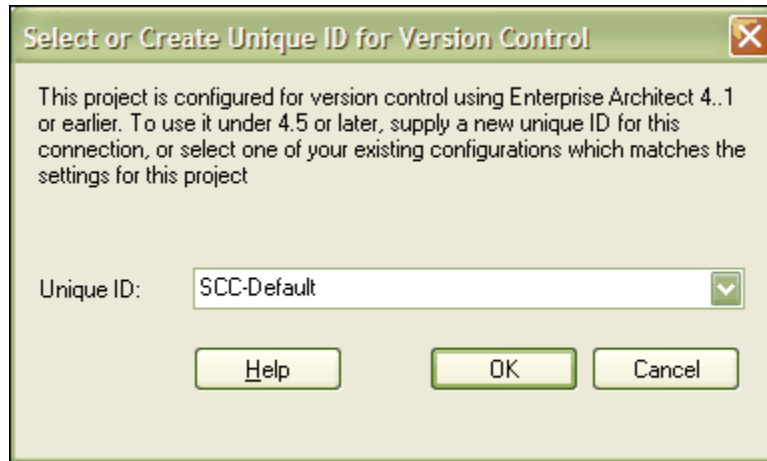 Select or Create Unique ID for Version Control
This project is configured for version control using Enterprise Architect 4..1
or earlier. To use it under 4.5 or later, supply a new unique ID for this
connection, or select one of your existing configurations which matches the
settings for this project
Unique ID: SCC-Default
Help OK Cancel